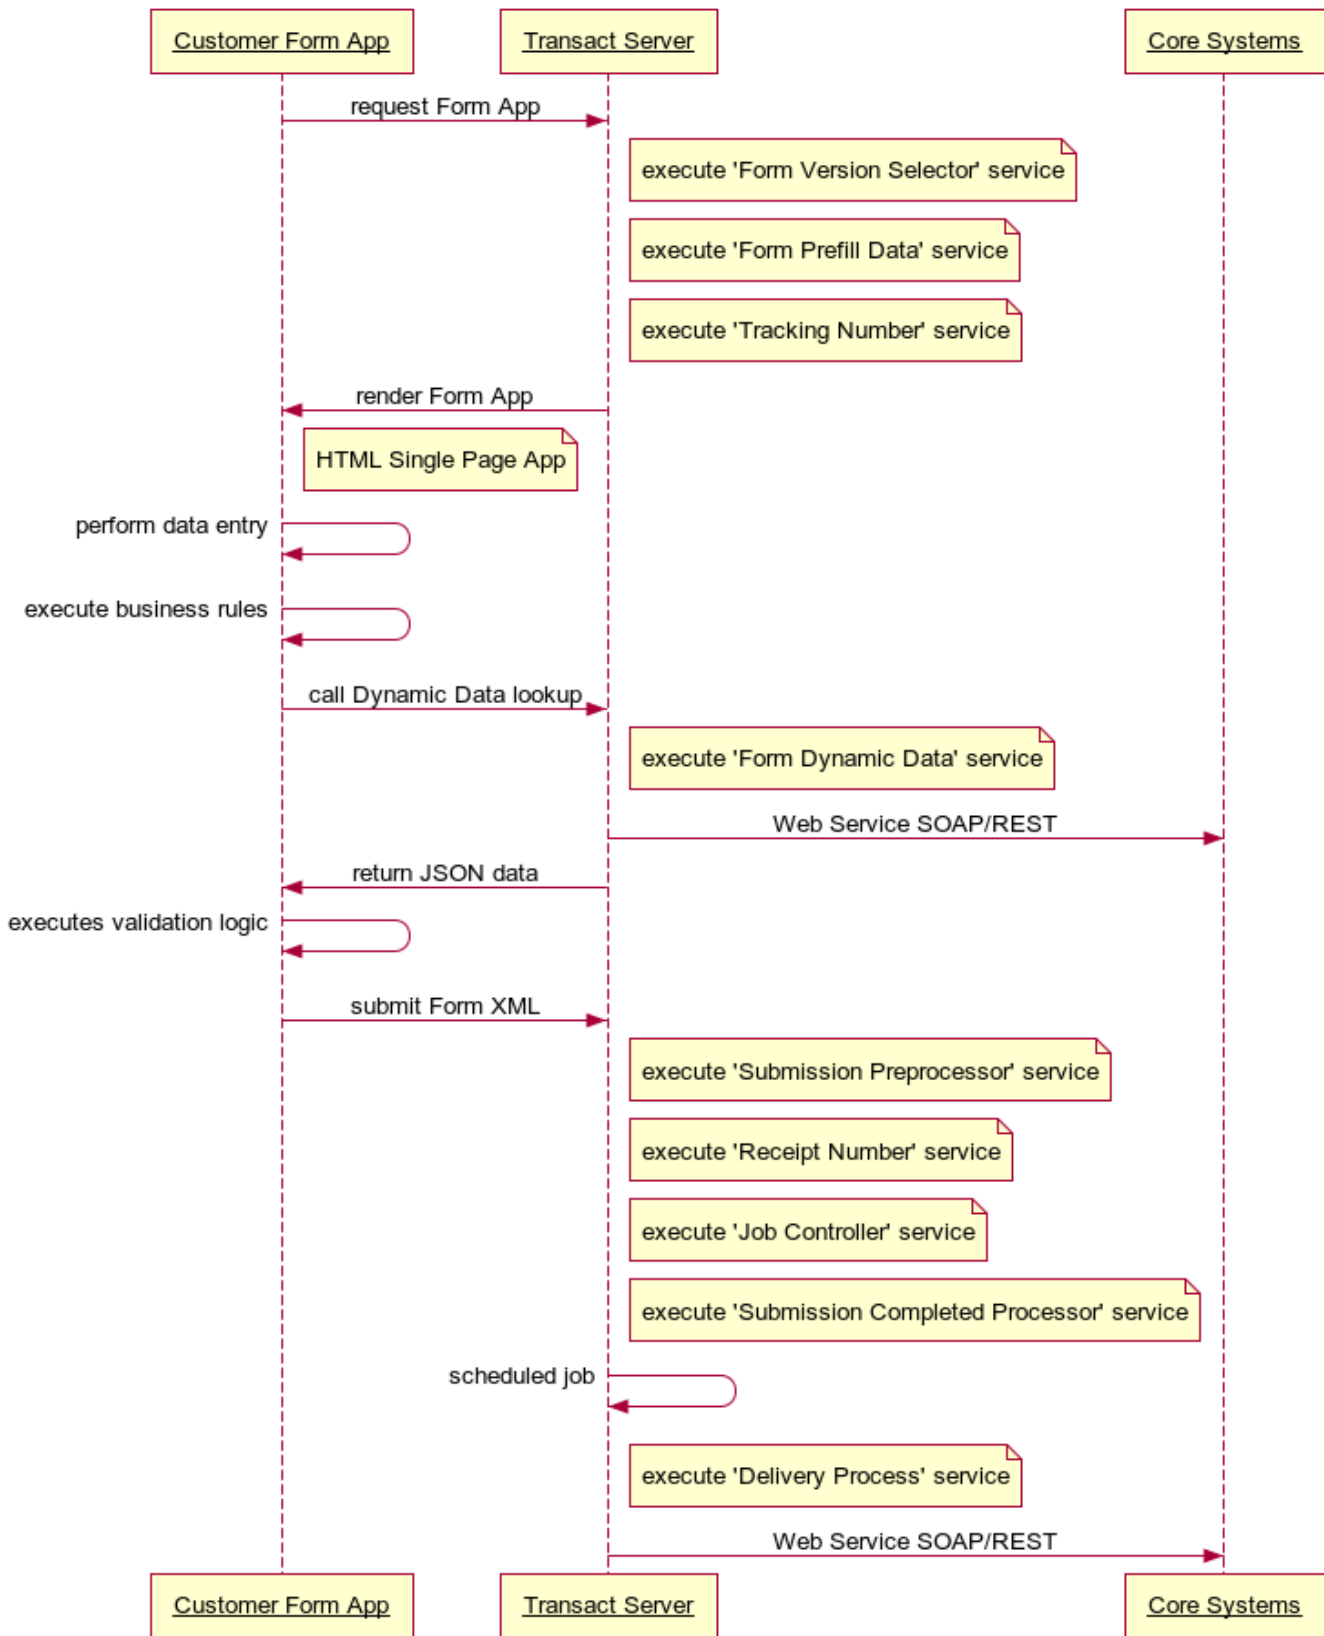 Customer Form App
Transact Server
Core Systems
request Form App
execute 'Form Version Selector' service
execute 'Form Prefill Data' service
execute 'Tracking Number' service
render Form App
HTML Single Page App
perform data entry
execute business rules
call Dynamic Data lookup
execute 'Form Dynamic Data' service
Web Service SOAP/REST
return JSON data
executes validation logic
submit Form XML
execute 'Submission Preprocessor' service
execute 'Receipt Number' service
execute 'Job Controller' service
execute 'Submission Completed Processor' service
scheduled job
execute 'Delivery Process' service
Web Service SOAP/REST
Customer Form App
Transact Server
Core Systems